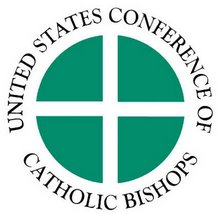 UNITED STATES CONFERENCE OF
CATHOLIC BISHOPS